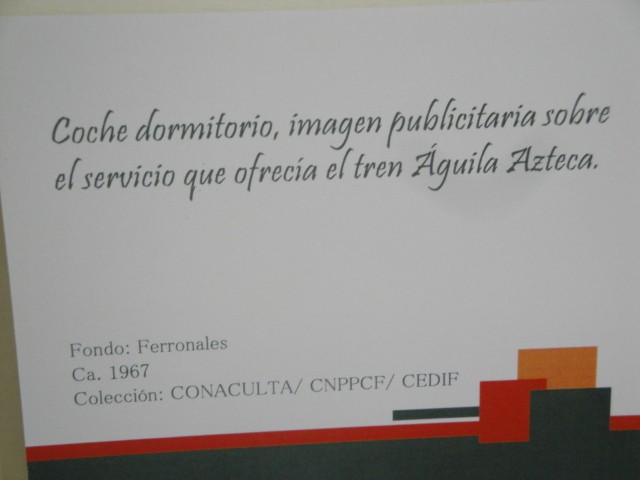 Coche dormitorio, imagen publicitaria sobre
el servicio que ofrecía el tren Águila Azteca.
Fondo: Ferronales
Ca. 1967
Colección: CONACULTA/ CNPPCF/ CEDIF